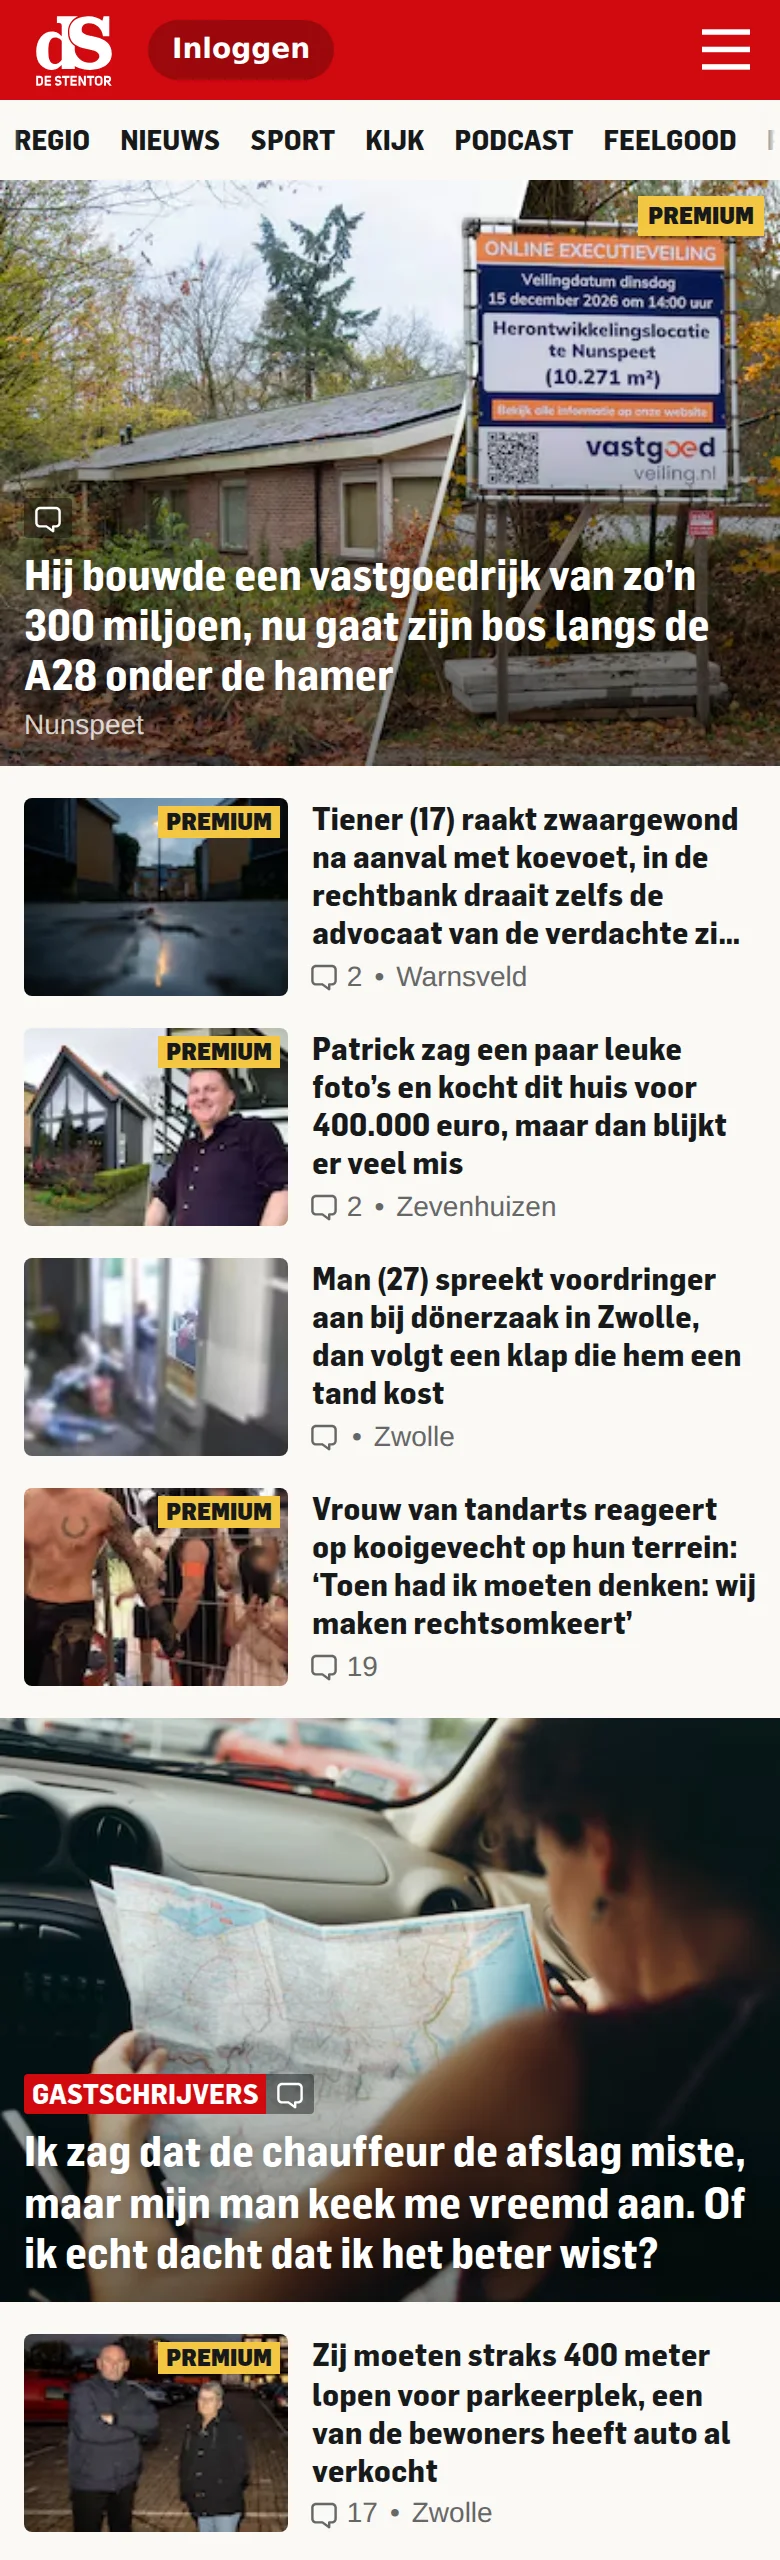 dS
DE STENTOR
Inloggen
REGIO NIEUWS SPORT KIJK PODCAST FEELGOOD
PREMIUM
ONLINE EXECUTIEVEILING
Veilingdatum dinsdag
15 december 2026 om 14:00 uur
Herontwikkelingslocatie
te Nunspeet
(10.271 m²)
Bekijk alle informatie op onze website
vastgoed
veiling.nl
Hij bouwde een vastgoedrijk van zo’n
300 miljoen, nu gaat zijn bos langs de
A28 onder de hamer
Nunspeet
PREMIUM
Tiener (17) raakt zwaargewond
na aanval met koevoet, in de
rechtbank draait zelfs de
advocaat van de verdachte zi...
2 • Warnsveld
PREMIUM
Patrick zag een paar leuke
foto’s en kocht dit huis voor
400.000 euro, maar dan blijkt
er veel mis
2 • Zevenhuizen
Man (27) spreekt voordringer
aan bij dönerzaak in Zwolle,
dan volgt een klap die hem een
tand kost
• Zwolle
PREMIUM
Vrouw van tandarts reageert
op kooigevecht op hun terrein:
‘Toen had ik moeten denken: wij
maken rechtsomkeert’
19
GASTSCHRIJVERS
Ik zag dat de chauffeur de afslag miste,
maar mijn man keek me vreemd aan. Of
ik echt dacht dat ik het beter wist?
PREMIUM
Zij moeten straks 400 meter
lopen voor parkeerplek, een
van de bewoners heeft auto al
verkocht
17 • Zwolle